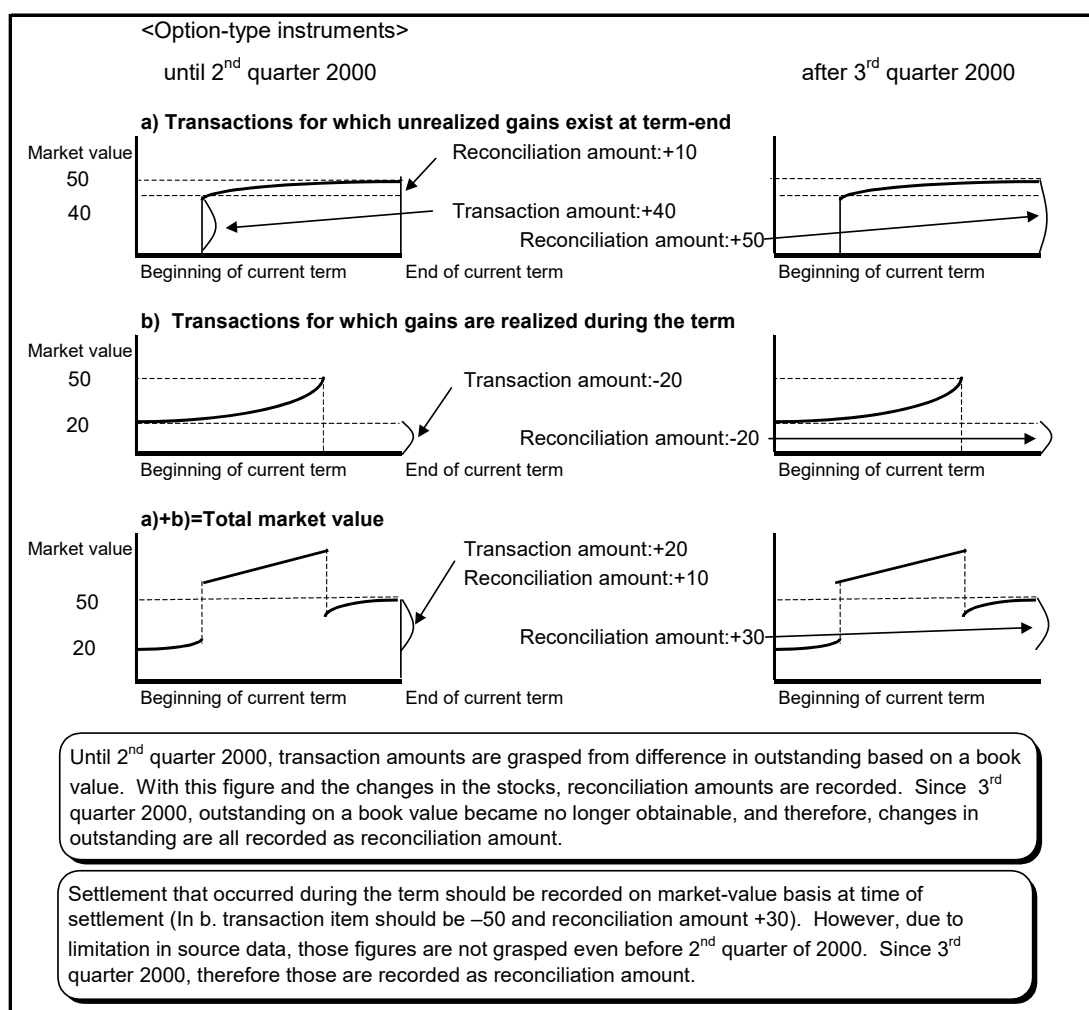 <Option-type instruments>
until 2nd quarter 2000
after 3rd quarter 2000
a) Transactions for which unrealized gains exist at term-end
Market value
50
40
Reconciliation amount:+10
Transaction amount:+40
Reconciliation amount:+50
Beginning of current term
End of current term
Beginning of current term
b) Transactions for which gains are realized during the term
Market value
50
20
Transaction amount:-20
Reconciliation amount:-20
Beginning of current term
End of current term
Beginning of current term
a)+b)=Total market value
Market value
50
20
Transaction amount:+20
Reconciliation amount:+10
Reconciliation amount:+30
Beginning of current term
End of current term
Beginning of current term
Until 2nd quarter 2000, transaction amounts are grasped from difference in outstanding based on a book
value. With this figure and the changes in the stocks, reconciliation amounts are recorded. Since 3rd
quarter 2000, outstanding on a book value became no longer obtainable, and therefore, changes in
outstanding are all recorded as reconciliation amount.
Settlement that occurred during the term should be recorded on market-value basis at time of
settlement (In b. transaction item should be –50 and reconciliation amount +30). However, due to
limitation in source data, those figures are not grasped even before 2nd quarter of 2000. Since 3rd
quarter 2000, therefore those are recorded as reconciliation amount.